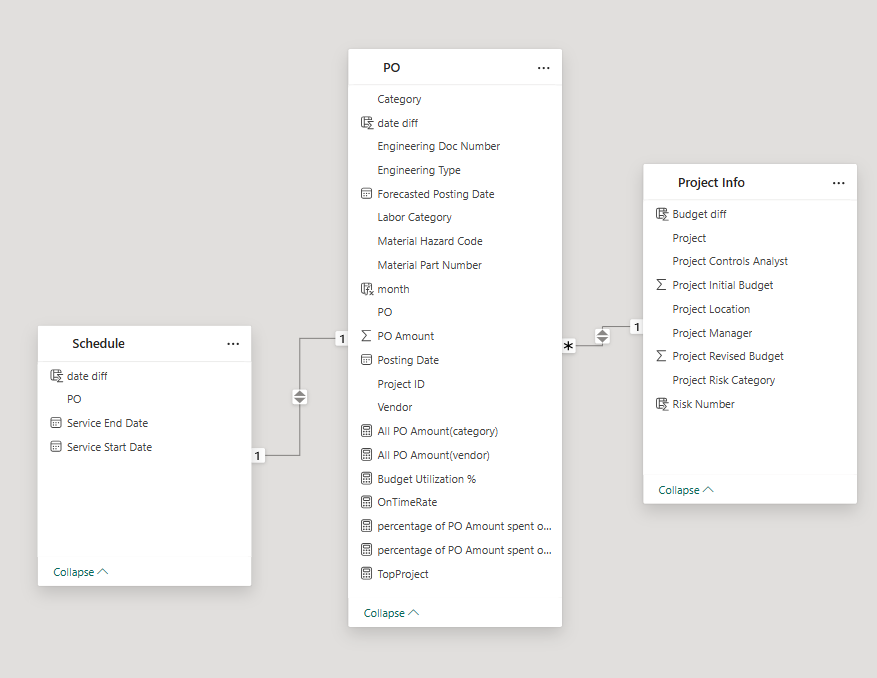 PO
...
Category
date diff
Engineering Doc Number
Engineering Type
Forecasted Posting Date
Labor Category
Material Hazard Code
Material Part Number
month
PO
PO Amount
Posting Date
Project ID
Vendor
All PO Amount(category)
All PO Amount(vendor)
Budget Utilization %
OnTimeRate
percentage of PO Amount spent o...
percentage of PO Amount spent o...
TopProject
Collapse
Project Info
...
Budget diff
Project
Project Controls Analyst
Project Initial Budget
Project Location
Project Manager
Project Revised Budget
Project Risk Category
Risk Number
Collapse
Schedule
...
date diff
PO
Service End Date
Service Start Date
Collapse
1
1
*
1